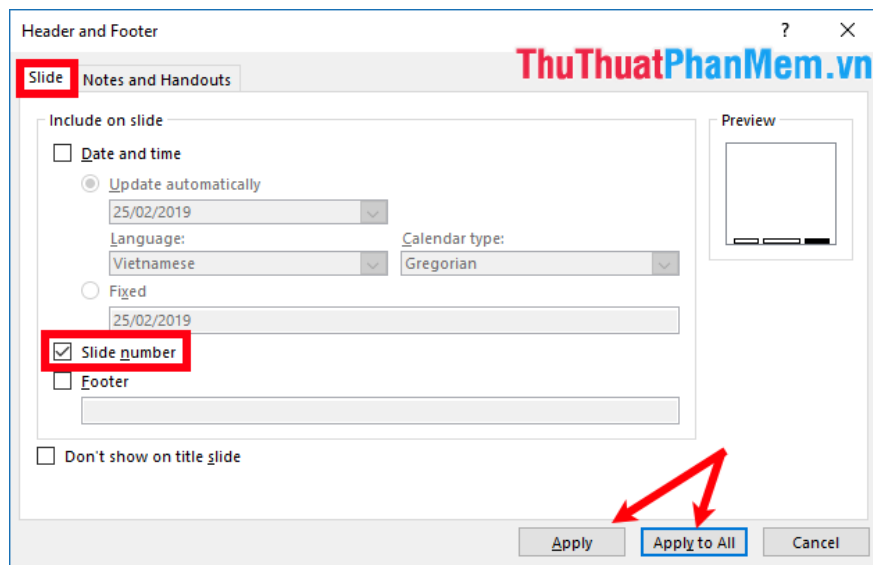 Header and Footer
?
ThuThuatPhanMem.vn
Slide
Notes and Handouts
Include on slide
Preview
Date and time
Update automatically
25/02/2019
Language:
Calendar type:
Vietnamese
Gregorian
Fixed
25/02/2019
Slide number
Footer
Don't show on title slide
Apply
Apply to All
Cancel